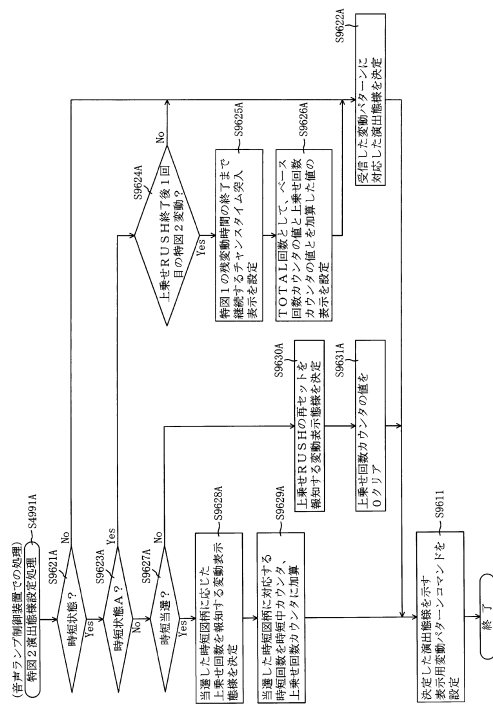 (音声ランプ制御装置での処理)
特図2演出態様設定処理
S4991A
時短状態?
S9621A
Yes
No
時短状態A?
S9623A
Yes
No
時短当選?
S9627A
Yes
No
当選した時短図柄に応じた
上乗せ回数を報知する変動表示
態様を決定
S9628A
当選した時短図柄に対応する
時短回数を時短中カウンタ、
上乗せ回数カウンタに加算
S9629A
上乗せRUSHの再セットを
報知する変動表示態様を決定
S9630A
上乗せ回数カウンタの値を
0クリア
S9631A
上乗せRUSH終了後1回
目の特図2変動?
S9624A
Yes
No
特図1の残変動時間の終了まで
継続するチャンスタイム突入
表示を設定
S9625A
TOTAL回数として、ベース
回数カウンタの値と上乗せ回数
カウンタの値とを加算した値の
表示を設定
S9626A
受信した変動パターンに
対応した演出態様を決定
S9622A
決定した演出態様を示す
表示用変動パターンコマンドを
設定
S9611
終了